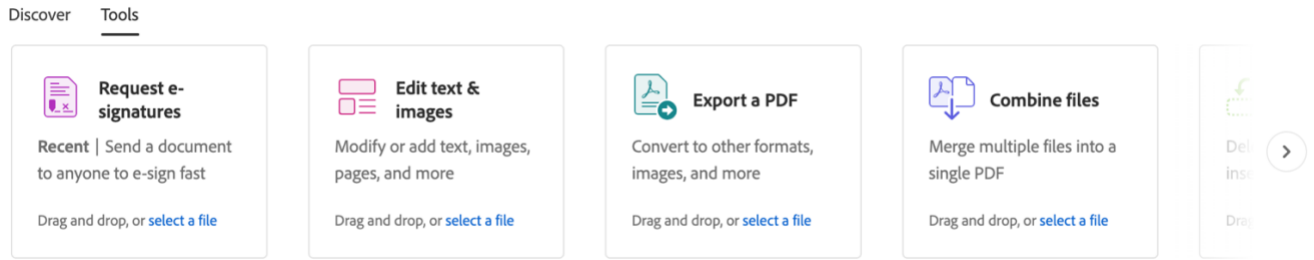 Discover Tools
Request e-
signatures
Recent | Send a document
to anyone to e-sign fast
Drag and drop, or select a file
Edit text &
images
Modify or add text, images,
pages, and more
Drag and drop, or select a file
Export a PDF
Convert to other formats,
images, and more
Drag and drop, or select a file
Combine files
Merge multiple files into a
single PDF
Drag and drop, or select a file